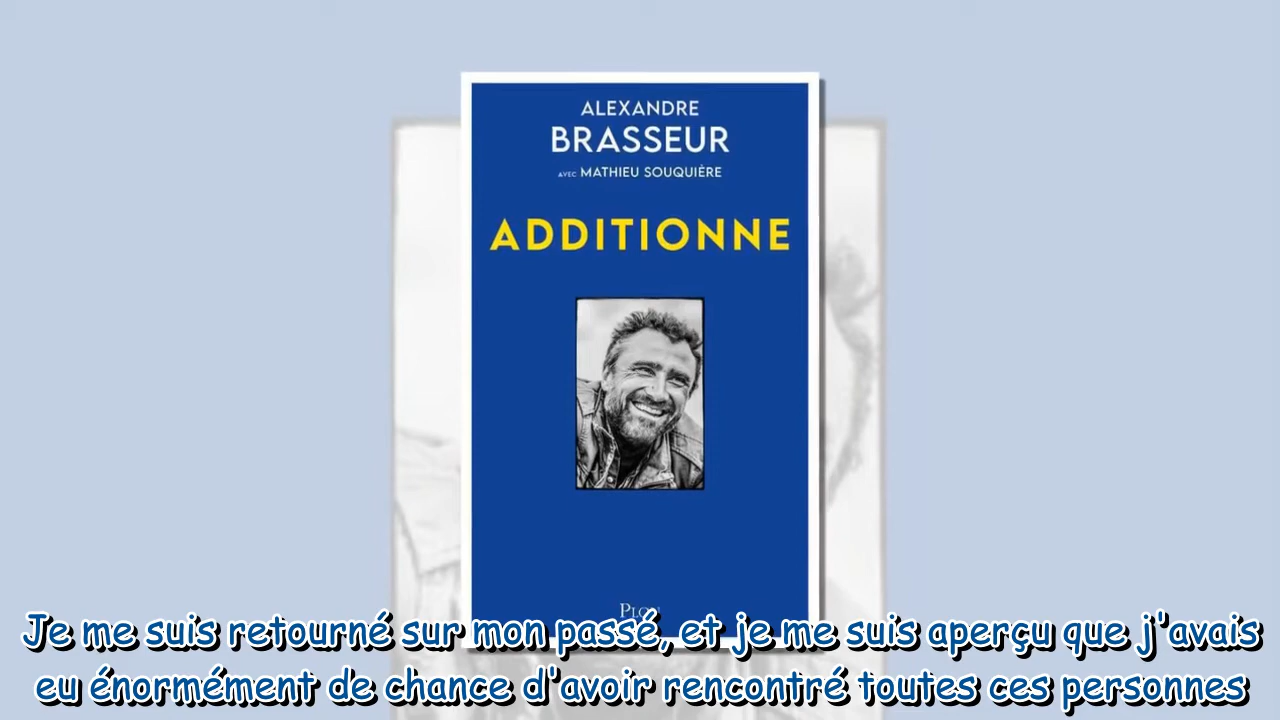 ALEXANDRE
BRASSEUR
AVEC MATHIEU SOUQUIÈRE
ADDITIONNE
Je me suis retourné sur mon passé, et je me suis aperçu que j'avais
eu énormément de chance d'avoir rencontré toutes ces personnes